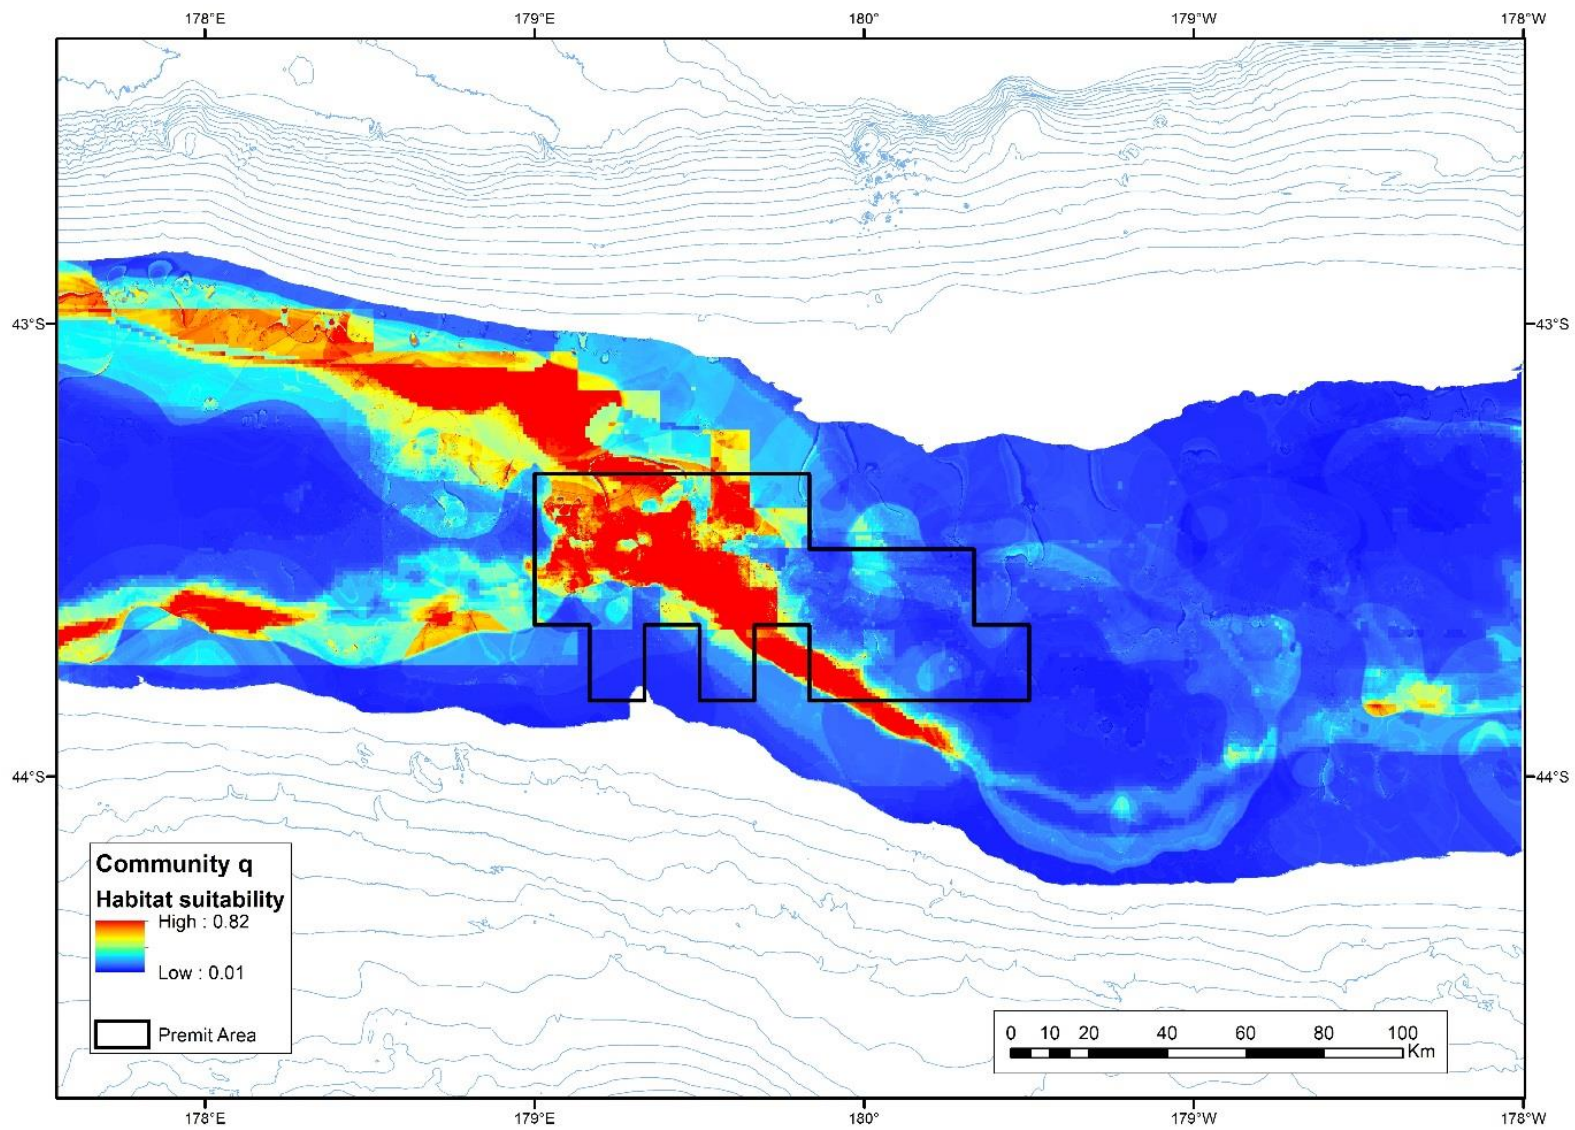 178°E 179°E 180° 179°W 178°W
43°S 43°S
44°S 44°S
Community q
Habitat suitability
High : 0.82
Low : 0.01
Premit Area
0 10 20 40 60 80 100
Km
178°E 179°E 180° 179°W 178°W